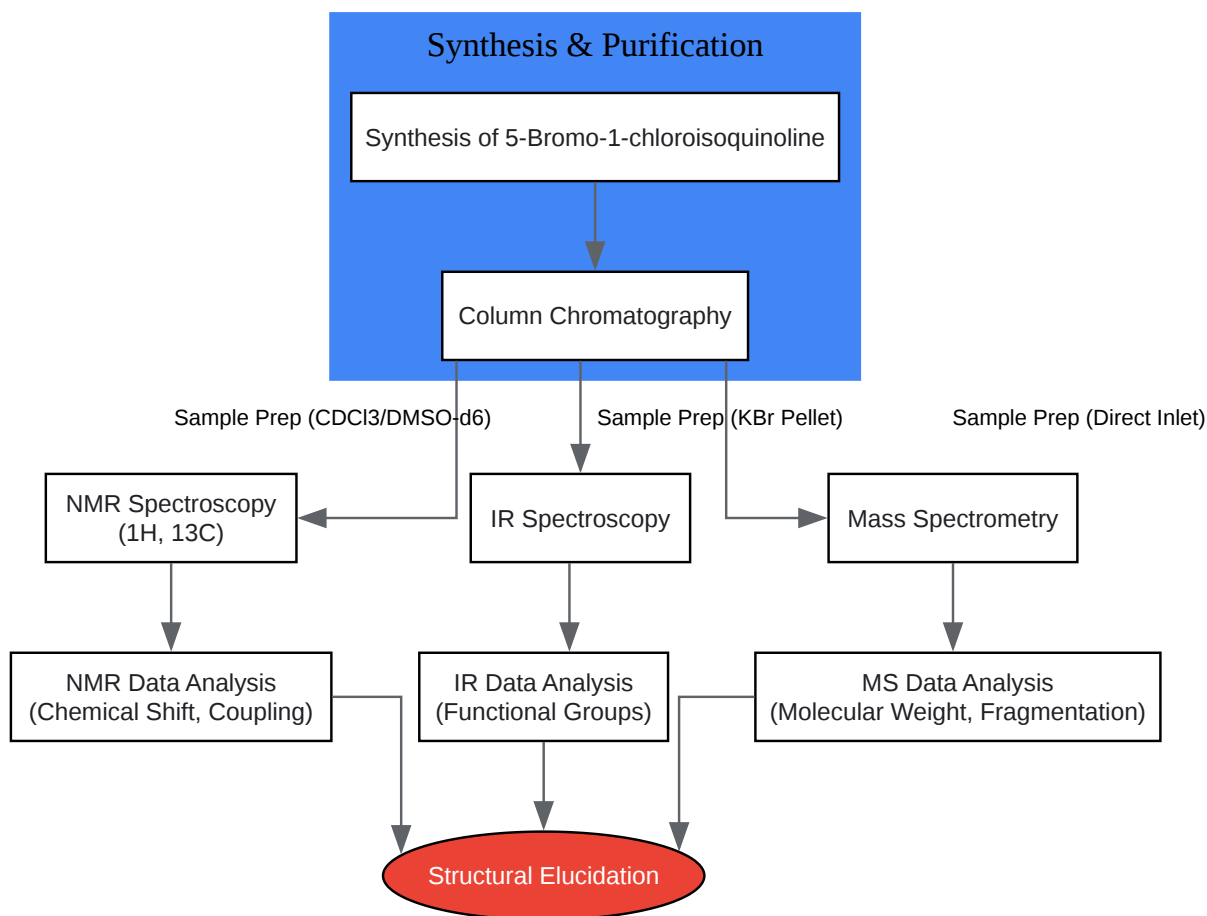 Synthesis & Purification
Synthesis of 5-Bromo-1-chloroisoquinoline
Column Chromatography
Sample Prep (CDCl3/DMSO-d6)
Sample Prep (KBr Pellet)
Sample Prep (Direct Inlet)
NMR Spectroscopy
(1H, 13C)
IR Spectroscopy
Mass Spectrometry
NMR Data Analysis
(Chemical Shift, Coupling)
IR Data Analysis
(Functional Groups)
MS Data Analysis
(Molecular Weight, Fragmentation)
Structural Elucidation